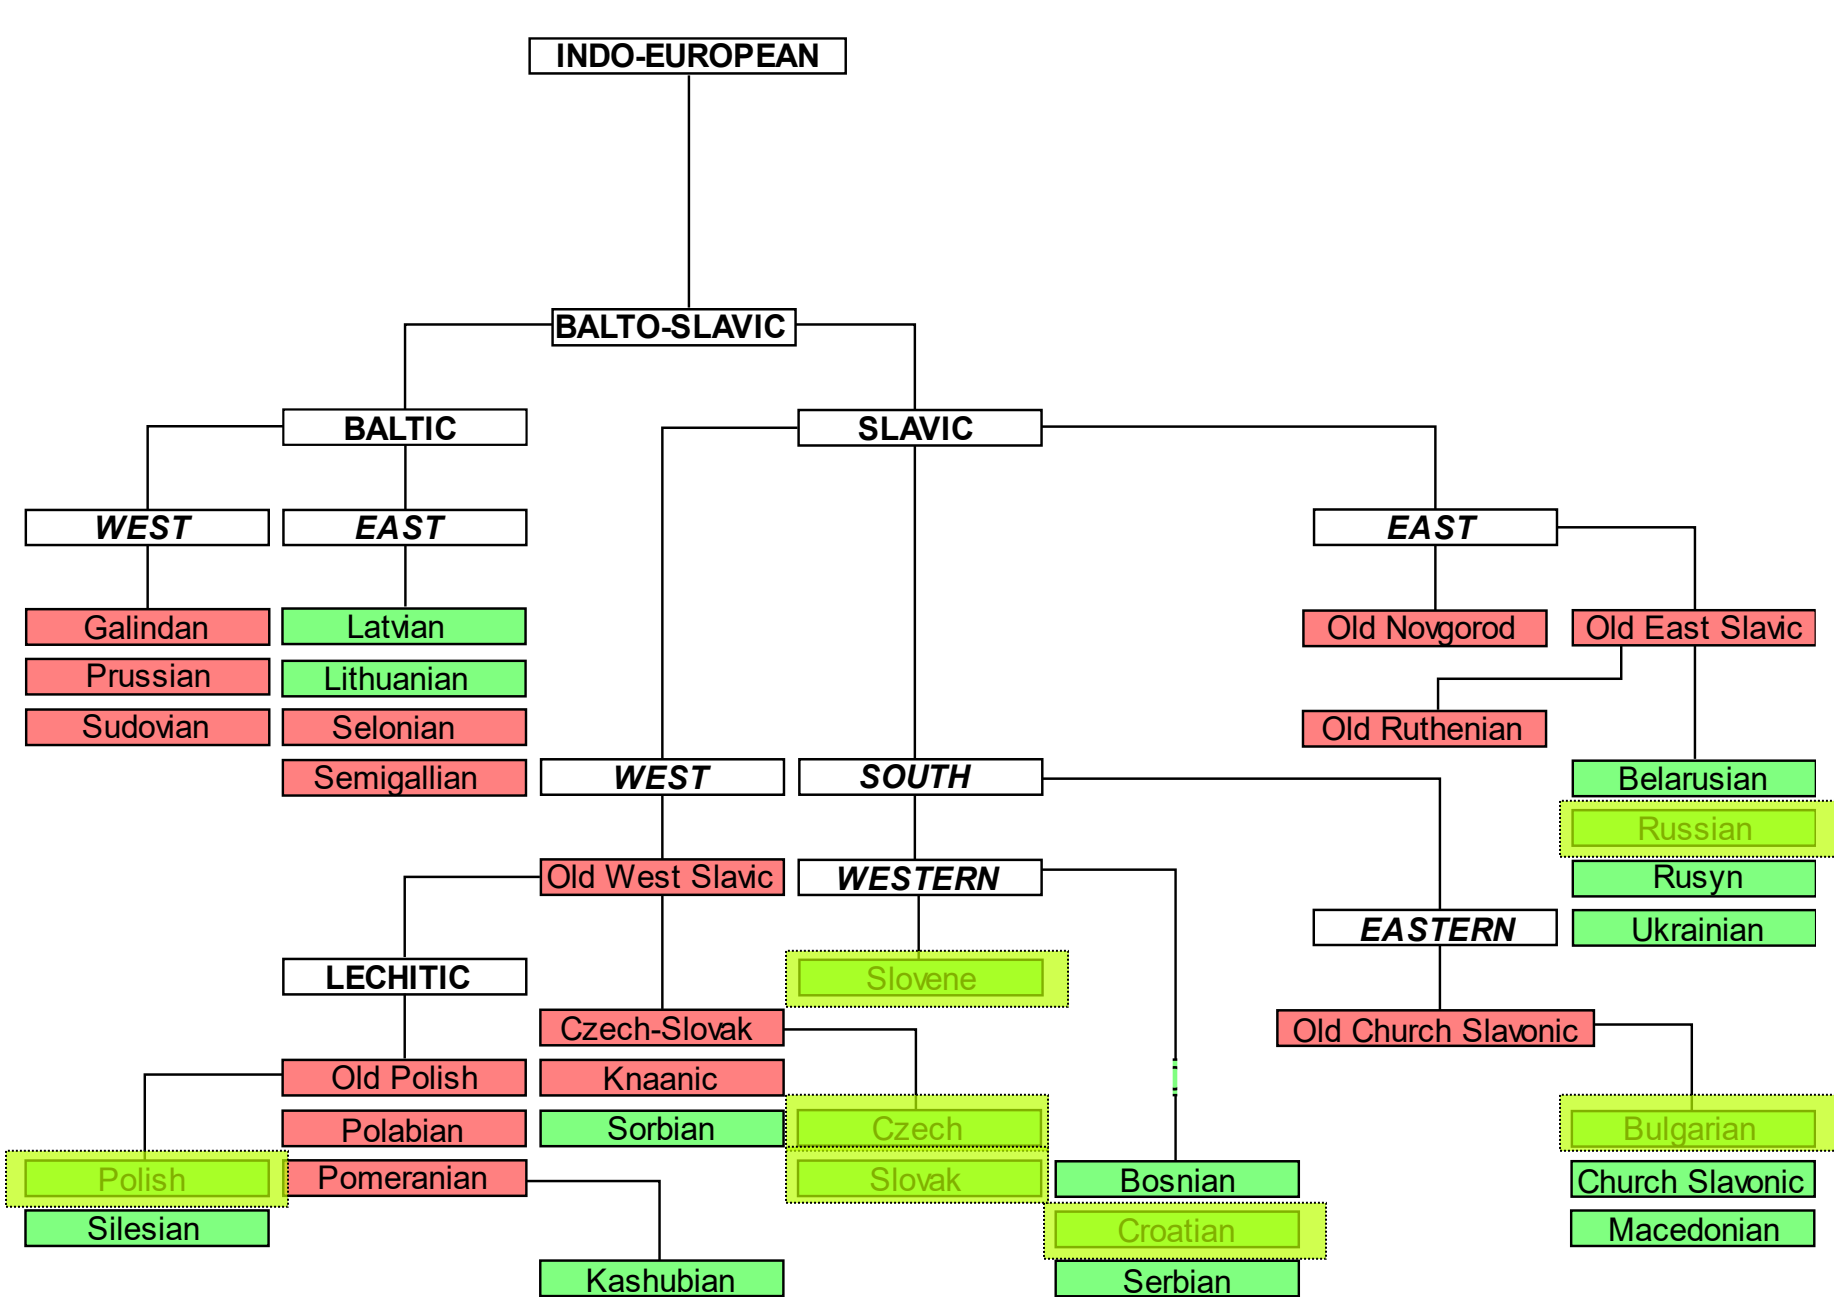 INDO-EUROPEAN
BALTO-SLAVIC
BALTIC
SLAVIC
WEST
EAST
EAST
Galindan
Latvian
Old Novgorod
Old East Slavic
Prussian
Lithuanian
Sudovian
Selonian
Old Ruthenian
Semigallian
WEST
SOUTH
Belarusian
Russian
Old West Slavic
WESTERN
Rusyn
EASTERN
Ukrainian
LECHITIC
Slovene
Czech-Slovak
Old Church Slavonic
Old Polish
Knaanic
Polabian
Sorbian
Czech
Bulgarian
Polish
Pomeranian
Slovak
Bosnian
Church Slavonic
Silesian
Croatian
Macedonian
Kashubian
Serbian